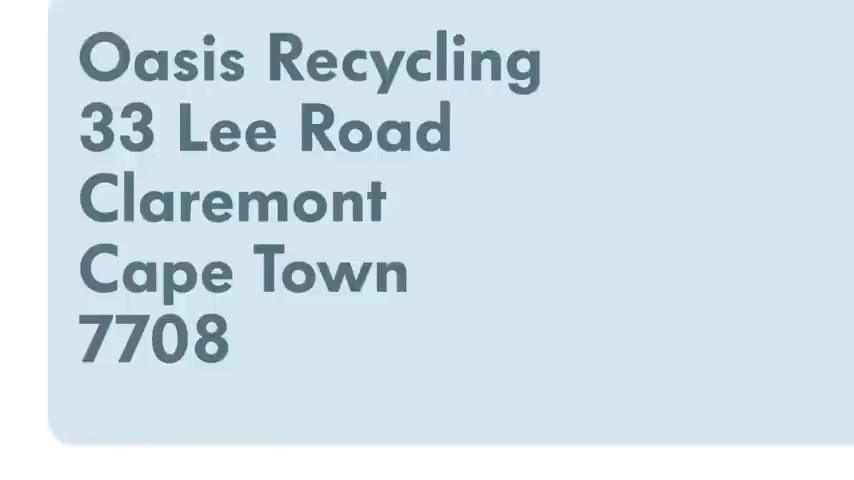 Oasis Recycling
33 Lee Road
Claremont
Cape Town
7708